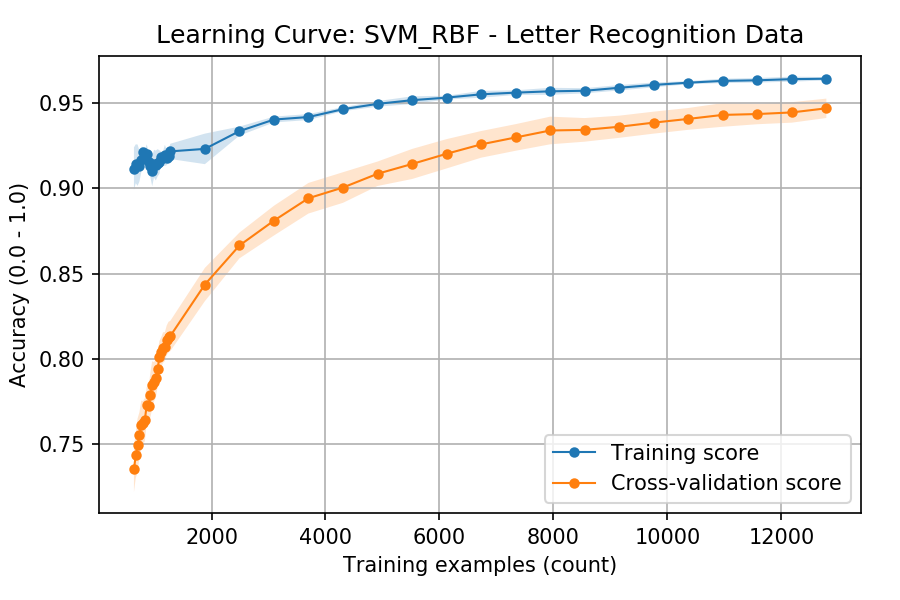 Learning Curve: SVM_RBF - Letter Recognition Data
Accuracy (0.0 - 1.0)
0.95
0.90
0.85
0.80
0.75
Training score
Cross-validation score
2000 4000 6000 8000 10000 12000
Training examples (count)